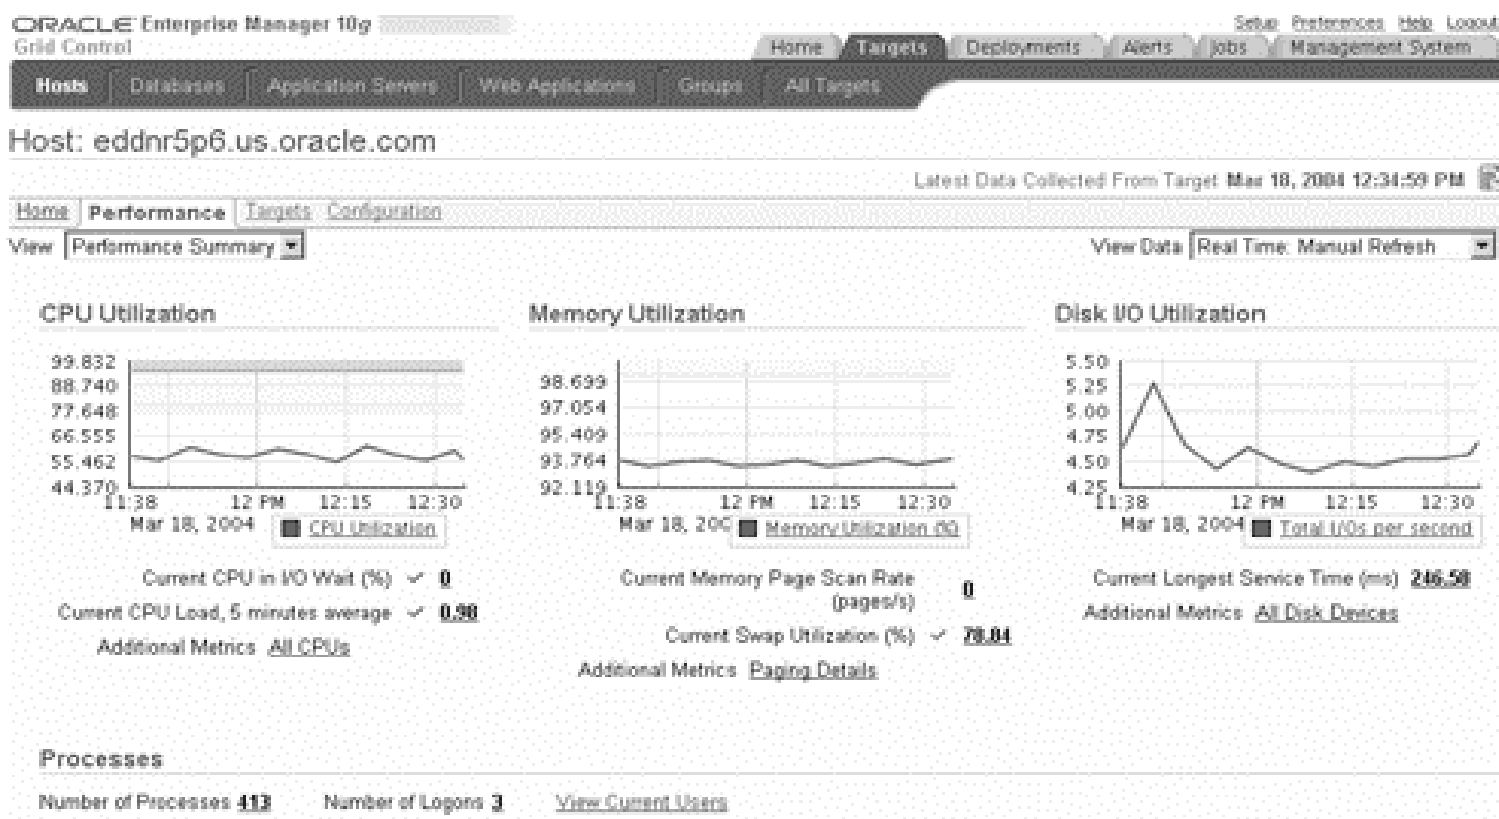 ORACLE Enterprise Manager 10g
Grid Control
Setup Preferences Help Logout
Home Targets Deployments Alerts Jobs Management System
Hosts Databases Application Servers Web Applications Groups All Targets
Host: eddnr5p6.us.oracle.com
Latest Data Collected From Target Mar 18, 2004 12:34:59 PM
Home Performance Targets Configuration
View Performance Summary
View Data Real Time: Manual Refresh
CPU Utilization
99.832
88.740
77.648
66.555
55.462
44.370
11:38 12 PM 12:15 12:30
Mar 18, 2004
CPU Utilization
Current CPU in I/O Wait (%) 0
Current CPU Load, 5 minutes average 0.98
Additional Metrics All CPUs
Memory Utilization
98.699
97.054
95.409
93.764
92.119
11:38 12 PM 12:15 12:30
Mar 18, 200
Memory Utilization (%)
Current Memory Page Scan Rate
(pages/s) 0
Current Swap Utilization (%) 78.04
Additional Metrics Paging Details
Disk I/O Utilization
5.50
5.25
5.00
4.75
4.50
4.25
11:38 12 PM 12:15 12:30
Mar 18, 2004
Total I/Os per second
Current Longest Service Time (ms) 246.58
Additional Metrics All Disk Devices
Processes
Number of Processes 413 Number of Logons 3 View Current Users